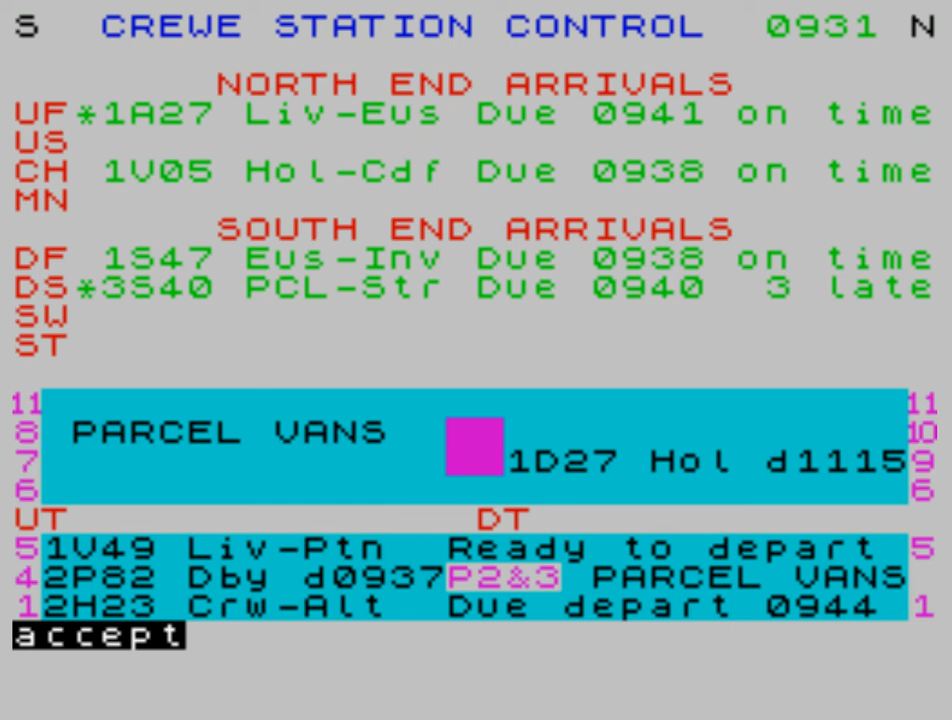 S CREWE STATION CONTROL 0931 N
NORTH END ARRIVALS
UF *1A27 Liv-Eus Due 0941 on time
US
CH 1V05 Hol-Cdf Due 0938 on time
MN
SOUTH END ARRIVALS
DF 1S47 Eus-Inv Due 0938 on time
DS *3S40 PCL-Str Due 0940 3 late
SW
ST
11 11
8 PARCEL VANS 10
7 1D27 Hol d1115 9
6 6
UT DT
5 1V49 Liv-Ptn Ready to depart 5
4 2P82 Dby d0937 P2&3 PARCEL VANS
1 2H23 Crw-Alt Due depart 0944 1
accept